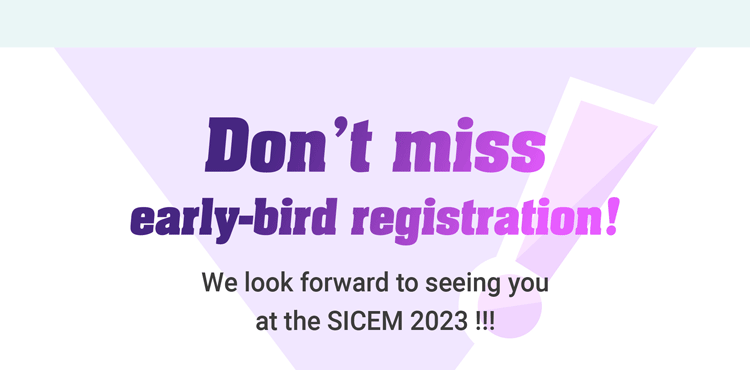 Don't miss
early-bird registration!
We look forward to seeing you
at the SICEM 2023 !!!